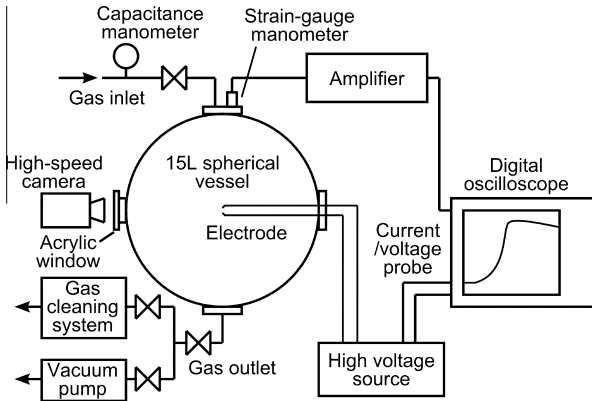 Capacitance
manometer
Strain-gauge
manometer
Gas inlet
Amplifier
High-speed
camera
15L spherical
vessel
Digital
oscilloscope
Electrode
Current
/voltage
probe
Acrylic
window
Gas
cleaning
system
Gas outlet
High voltage
source
Vacuum
pump